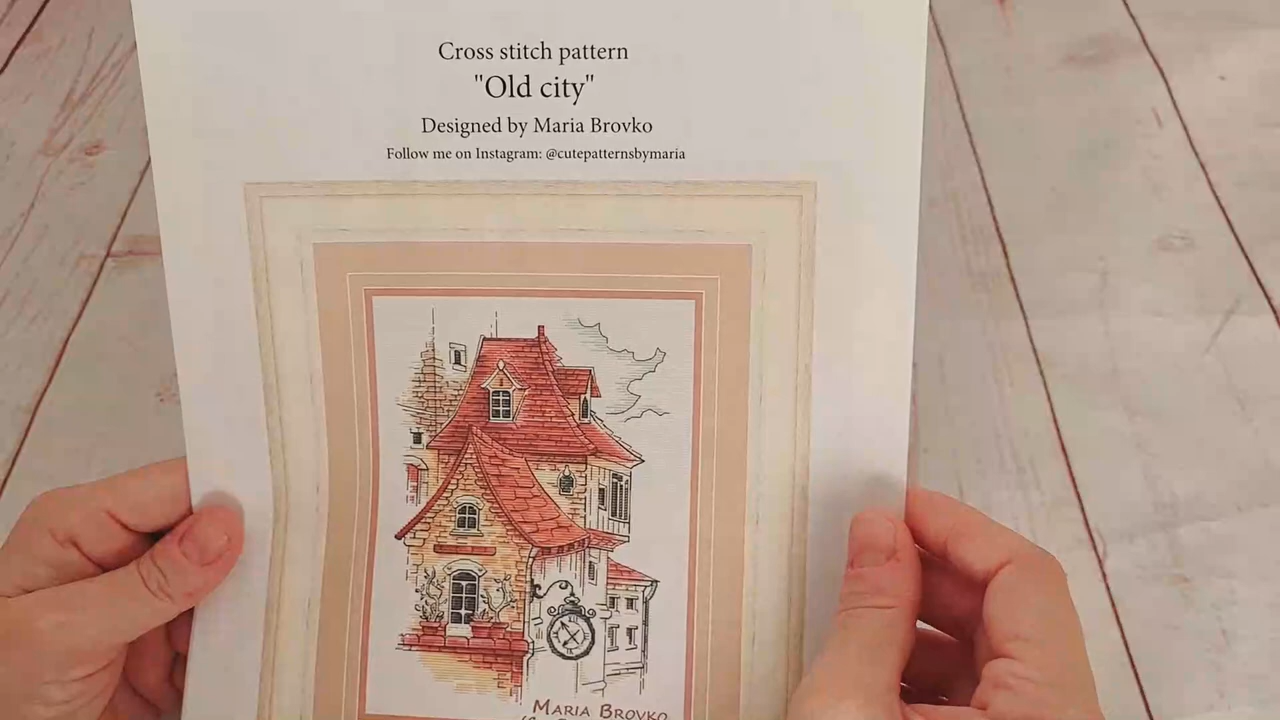 Cross stitch pattern
"Old city"
Designed by Maria Brovko
Follow me on Instagram: @cutepatternsbymaria
MARIA BROVKO